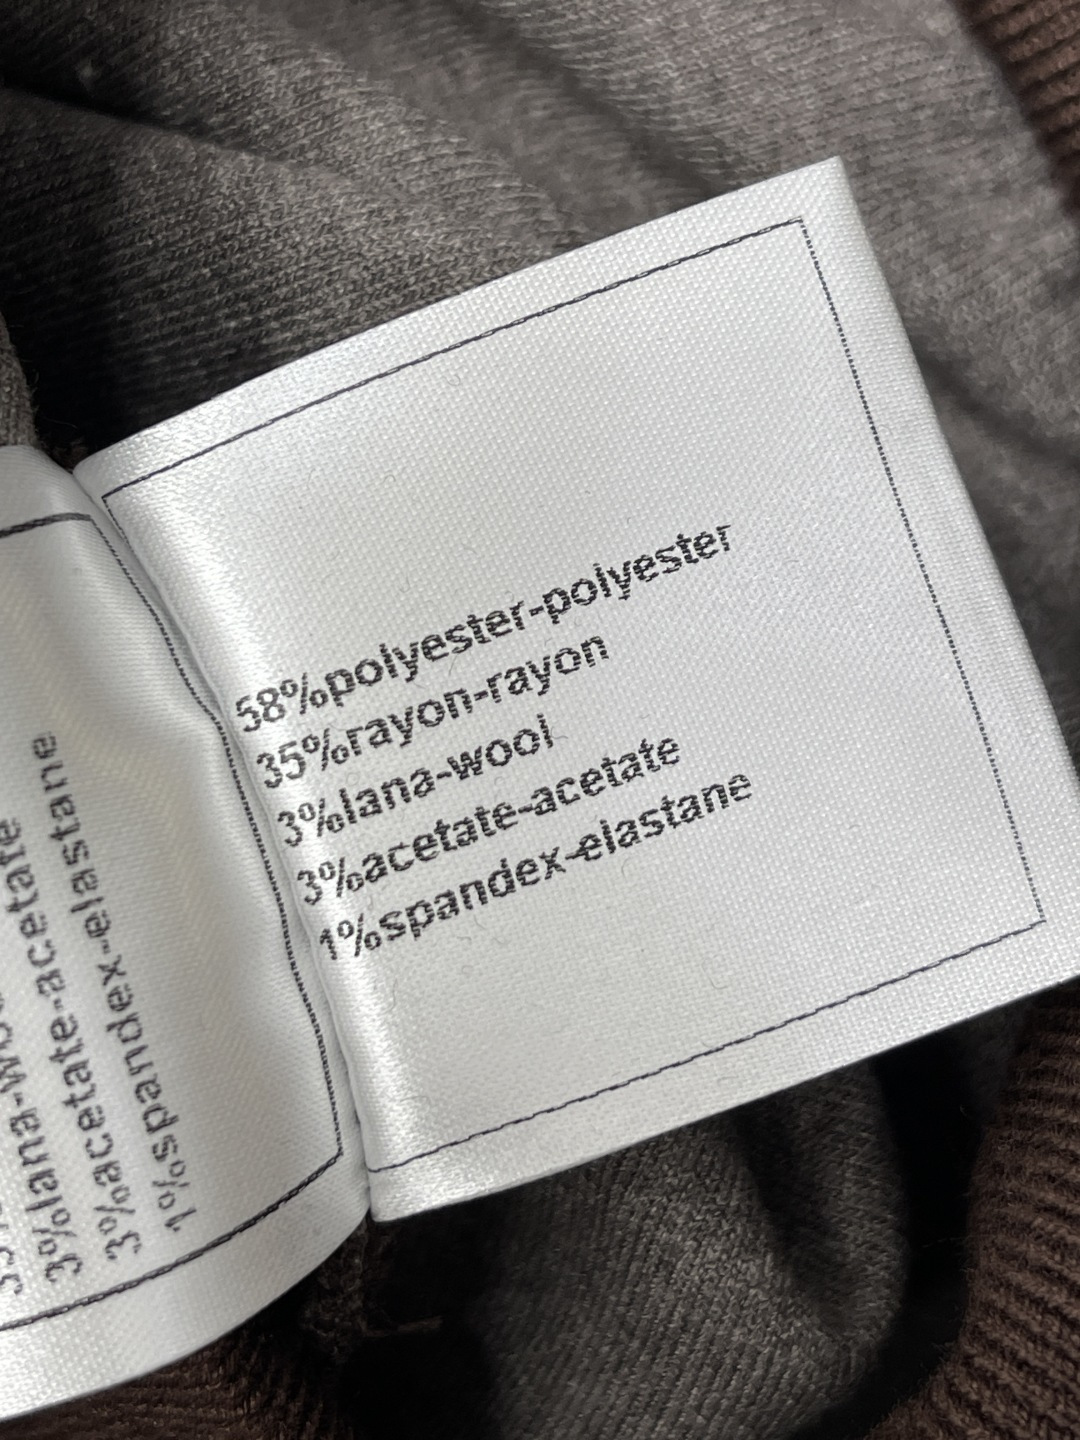 58%polyester-polyester
35%rayon-rayon
3%lana-wool
3%acetate-acetate
1%spandex-elastane
3%lana-woo
3%acetate-acetate
1%spandex-elastane